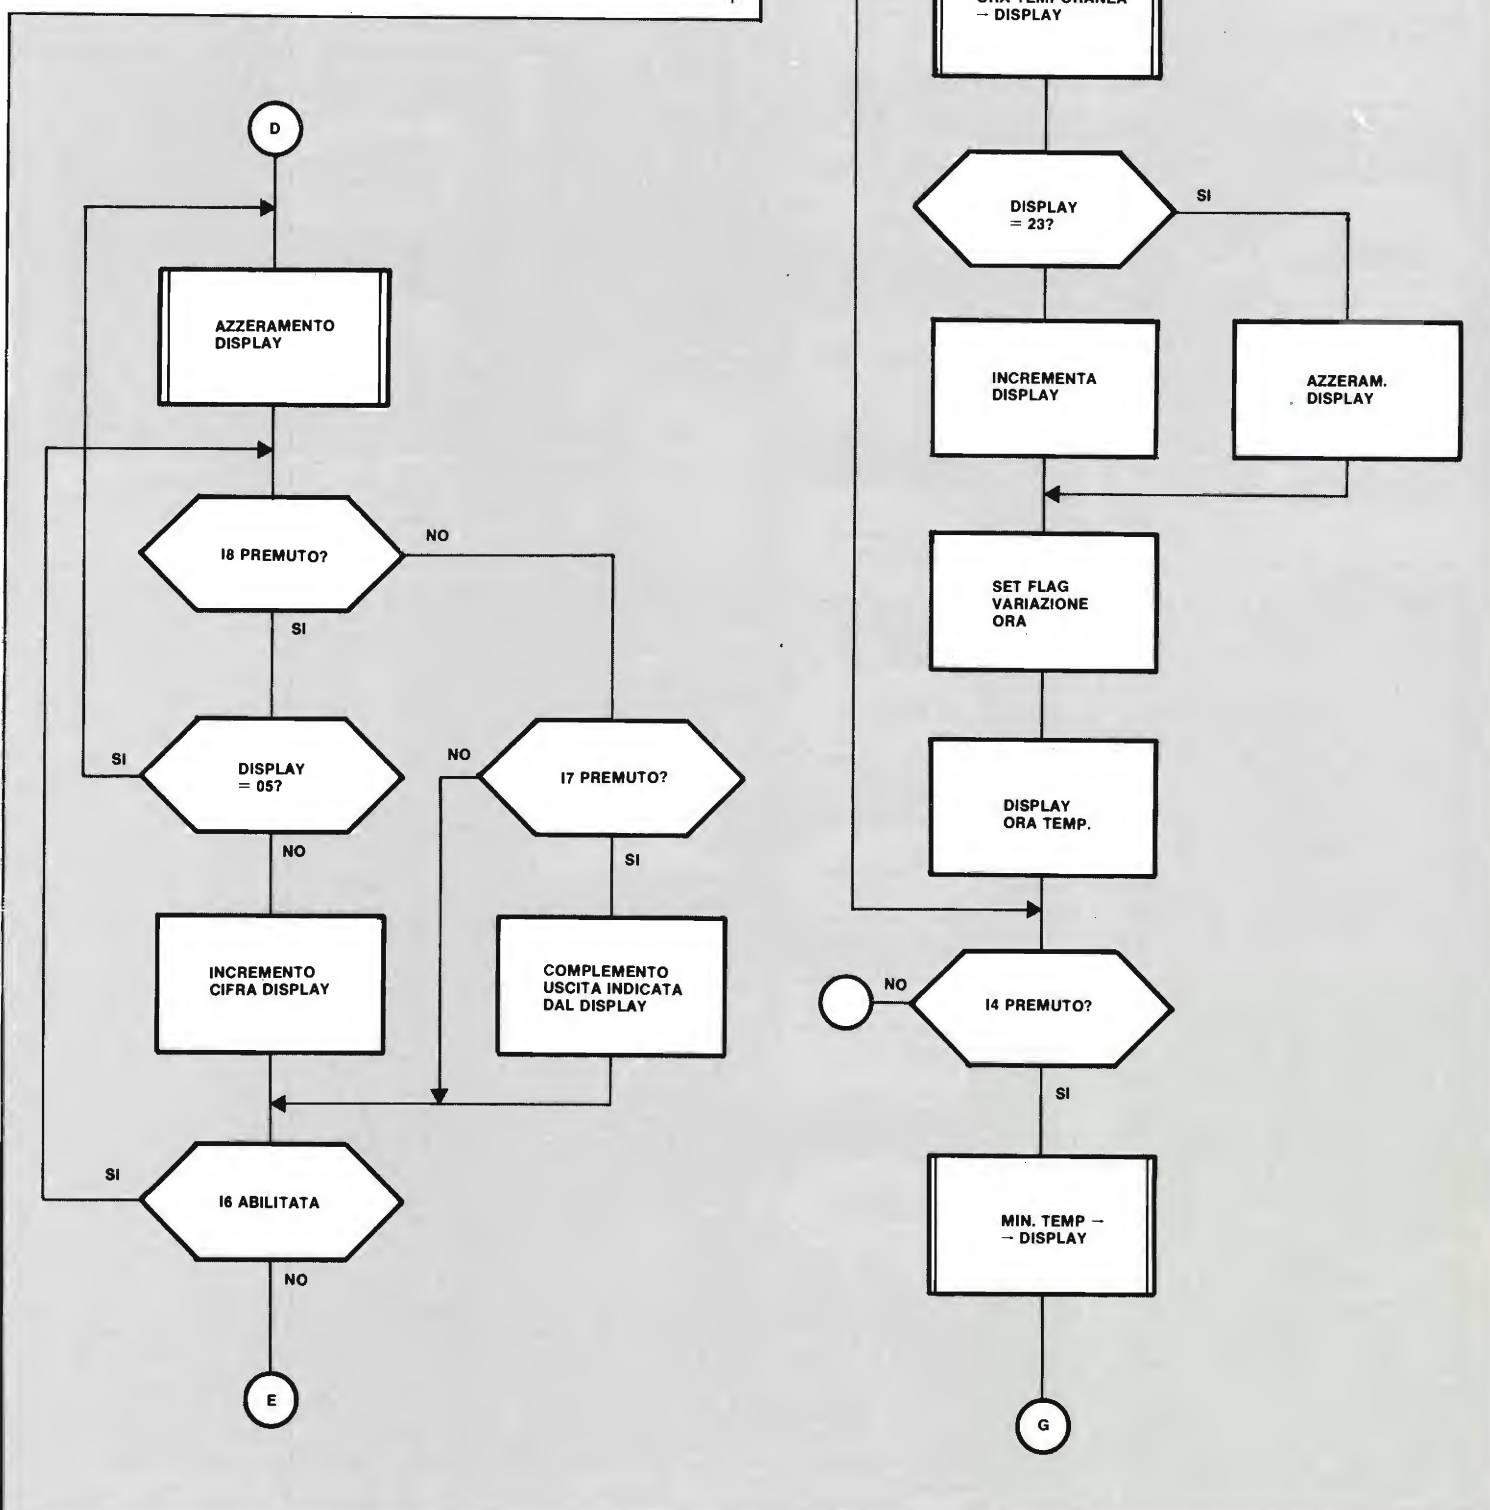 D
AZZERAMENTO
DISPLAY
I8 PREMUTO?
NO
SI
DISPLAY
= 05?
SI
NO
I7 PREMUTO?
NO
SI
INCREMENTO
CIFRA DISPLAY
COMPLEMENTO
USCITA INDICATA
DAL DISPLAY
I6 ABILITATA
SI
NO
E
ORA TEMPORANEA
→ DISPLAY
DISPLAY
= 23?
SI
INCREMENTA
DISPLAY
AZZERAM.
DISPLAY
SET FLAG
VARIAZIONE
ORA
DISPLAY
ORA TEMP.
I4 PREMUTO?
NO
SI
MIN. TEMP →
→ DISPLAY
G